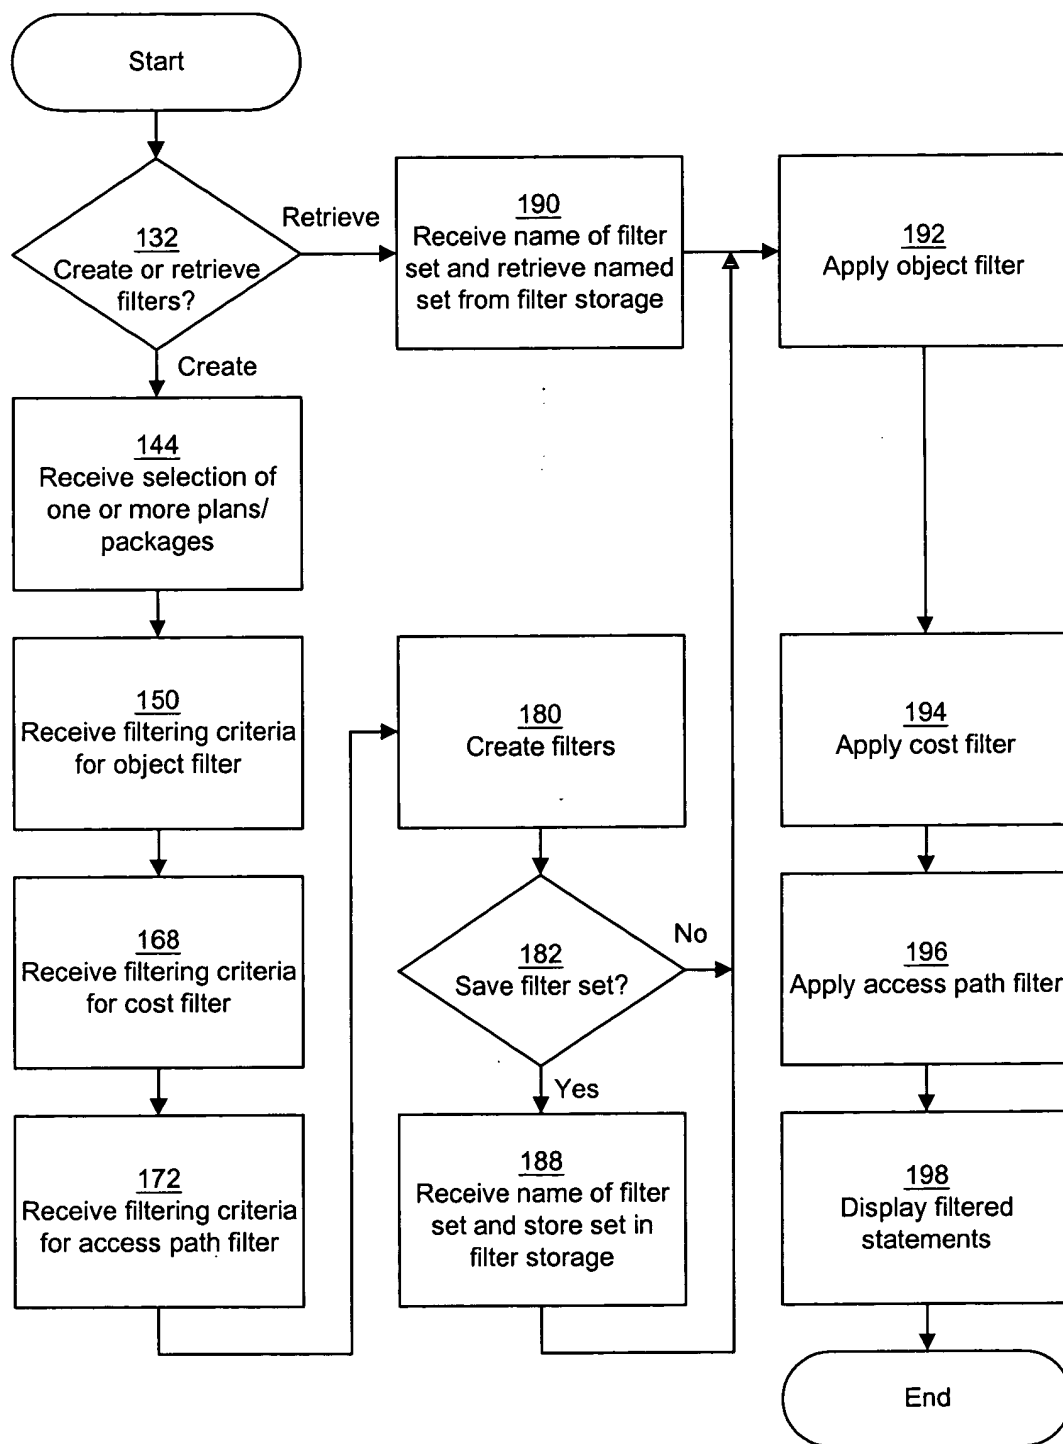 Start
132
Create or retrieve
filters?
Retrieve
Create
190
Receive name of filter
set and retrieve named
set from filter storage
192
Apply object filter
144
Receive selection of
one or more plans/
packages
150
Receive filtering criteria
for object filter
168
Receive filtering criteria
for cost filter
172
Receive filtering criteria
for access path filter
180
Create filters
182
Save filter set?
No
Yes
188
Receive name of filter
set and store set in
filter storage
194
Apply cost filter
196
Apply access path filter
198
Display filtered
statements
End